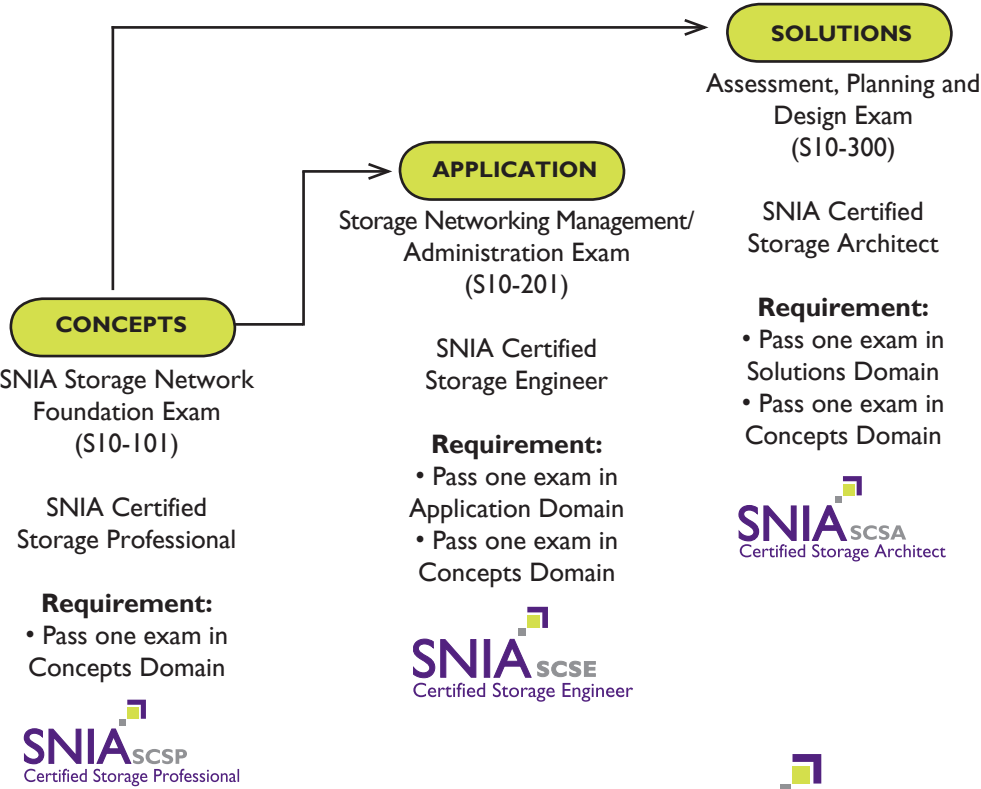 CONCEPTS
SNIA Storage Network
Foundation Exam
(S10-101)
SNIA Certified
Storage Professional
Requirement:
• Pass one exam in
Concepts Domain
SNIA SCSP
Certified Storage Professional
APPLICATION
Storage Networking Management/
Administration Exam
(S10-201)
SNIA Certified
Storage Engineer
Requirement:
• Pass one exam in
Application Domain
• Pass one exam in
Concepts Domain
SNIA SCSE
Certified Storage Engineer
SOLUTIONS
Assessment, Planning and
Design Exam
(S10-300)
SNIA Certified
Storage Architect
Requirement:
• Pass one exam in
Solutions Domain
• Pass one exam in
Concepts Domain
SNIA SCSA
Certified Storage Architect